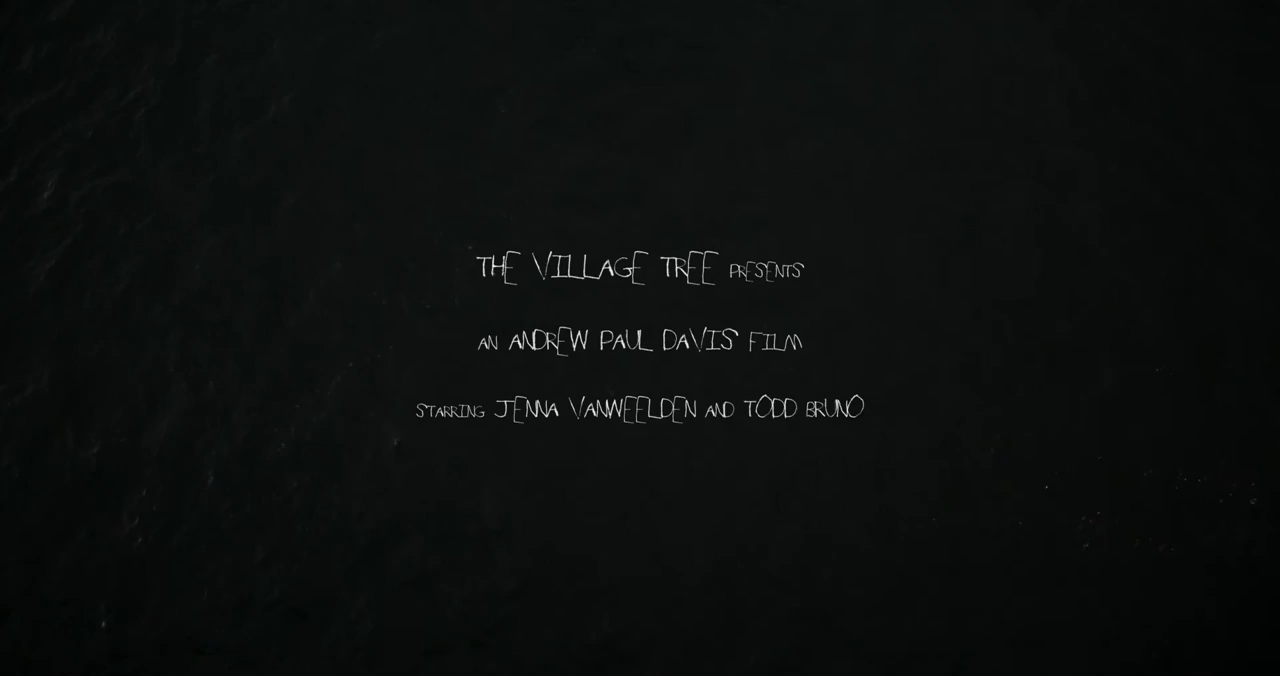 THE VILLAGE TREE PRESENTS
AN ANDREW PAUL DAVIS FILM
STARRING JENNA VANWEELDEN AND TODD BRUNO